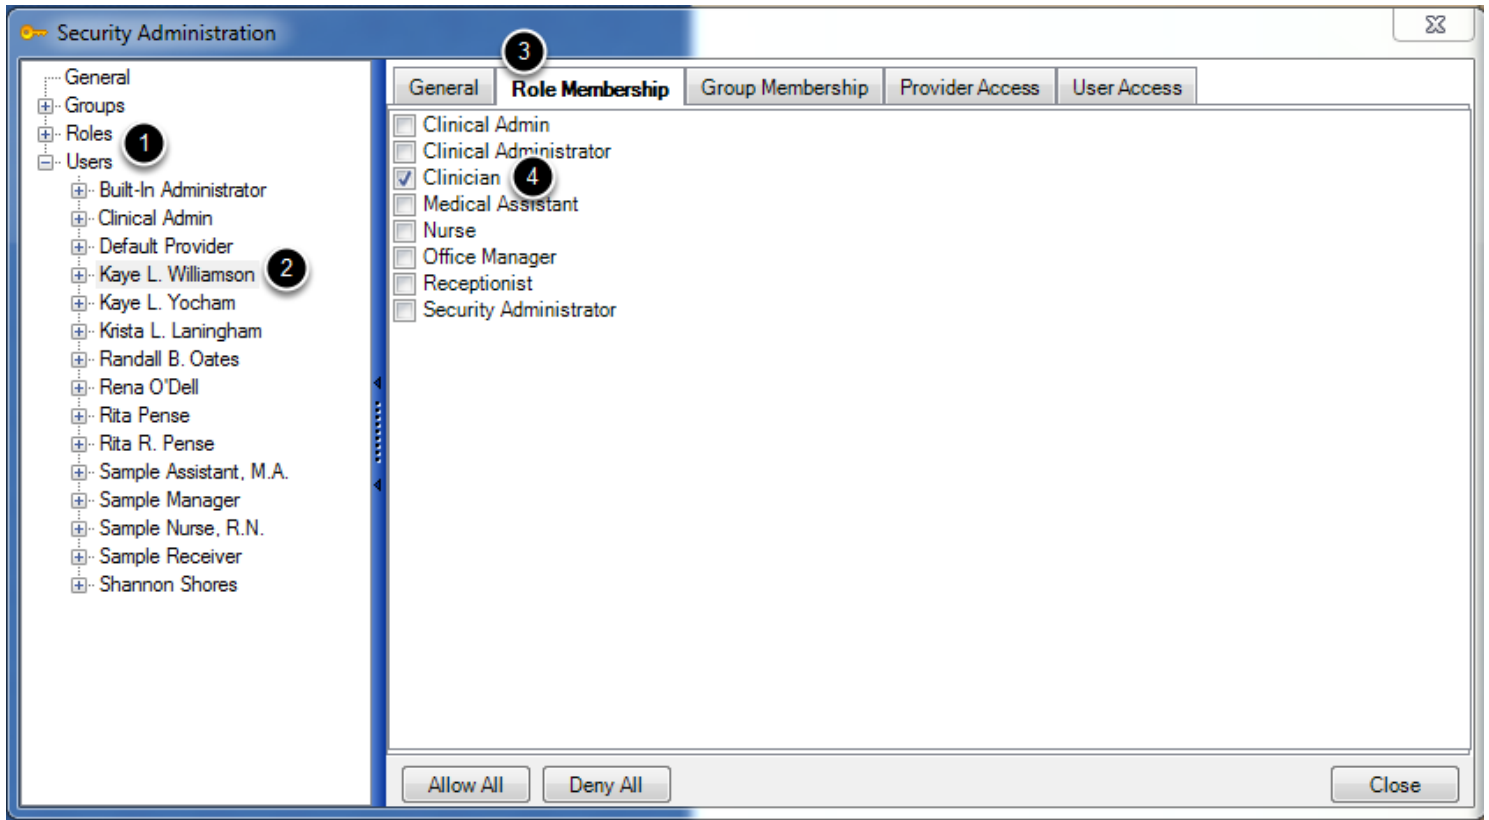 Security Administration
General
Groups
Roles
1
Users
Built-In Administrator
Clinical Admin
Default Provider
Kaye L. Williamson
2
Kaye L. Yocham
Krista L. Laningham
Randall B. Oates
Rena O'Dell
Rita Pense
Rita R. Pense
Sample Assistant, M.A.
Sample Manager
Sample Nurse, R.N.
Sample Receiver
Shannon Shores
3
General Role Membership Group Membership Provider Access User Access
Clinical Admin
Clinical Administrator
Clinician
4
Medical Assistant
Nurse
Office Manager
Receptionist
Security Administrator
Allow All Deny All Close